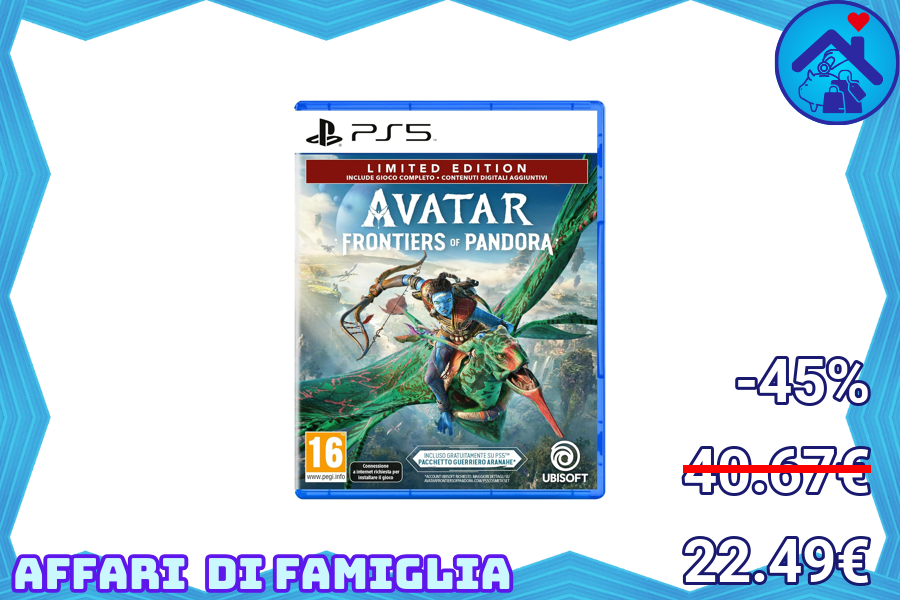 PS5
LIMITED EDITION
INCLUDE GIOCO COMPLETO • CONTENUTI DIGITALI AGGIUNTIVI
AVATAR
FRONTIERS OF PANDORA
16
www.pegi.info
Connessione
a internet richiesta per
installare il gioco
INCLUSO GRATUITAMENTE SU PS5™
PACCHETTO GUERRIERO ARANAHE*
UBISOFT
-45%
40.67€
22.49€
AFFARI DI FAMIGLIA